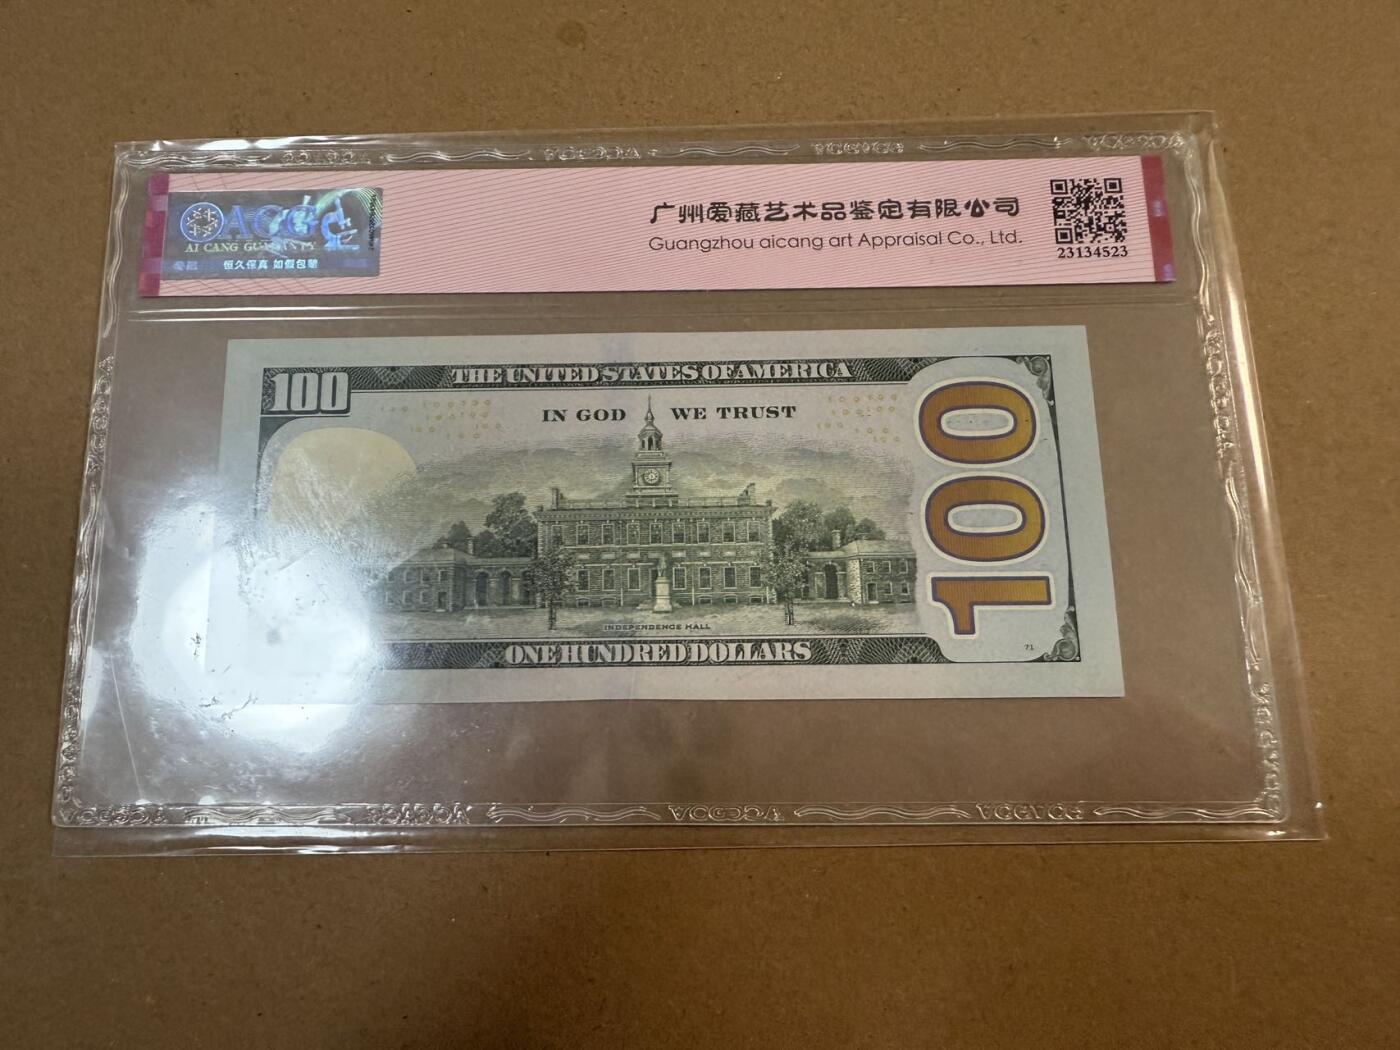 广州爱藏艺术品鉴定有限公司
Guangzhou aicang art Appraisal Co., Ltd.
23134523
ACG
AI CANG GUARANTY
恒久保真 如假包赔
100
THE UNITED STATES OF AMERICA
IN GOD WE TRUST
100
INDEPENDENCE HALL
ONE HUNDRED DOLLARS
71